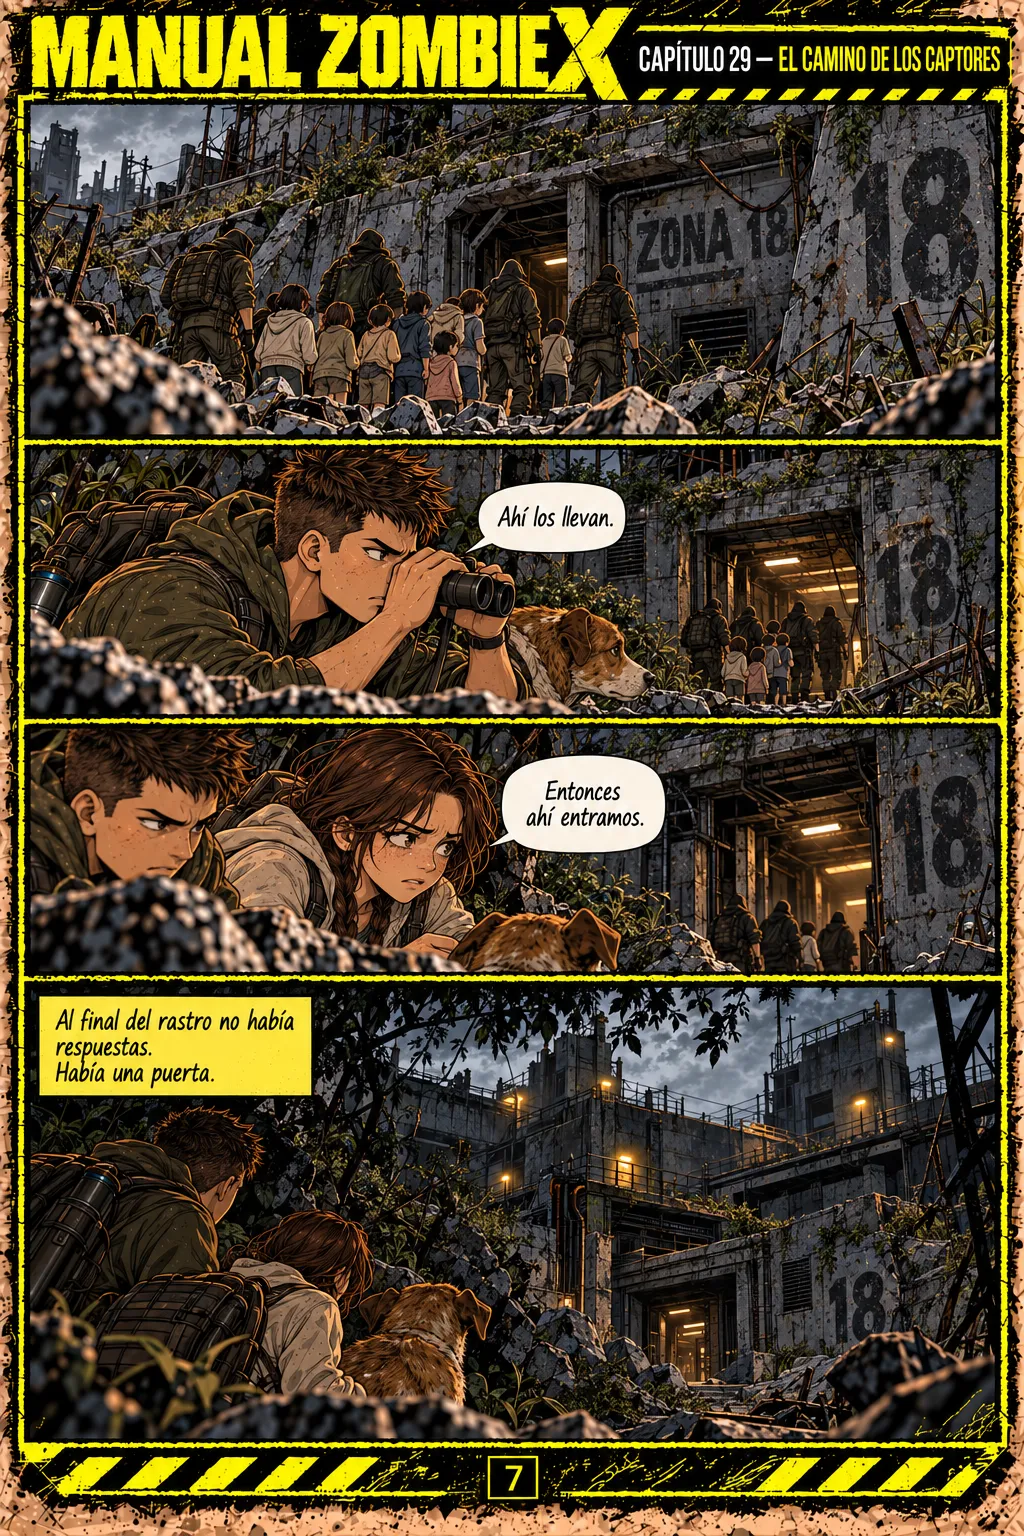 MANUAL ZOMBIE X
CAPÍTULO 29 — EL CAMINO DE LOS CAPTORES
ZONA 18
18
Ahí los llevan.
18
Entonces
ahí entramos.
18
Al final del rastro no había
respuestas.
Había una puerta.
18
7